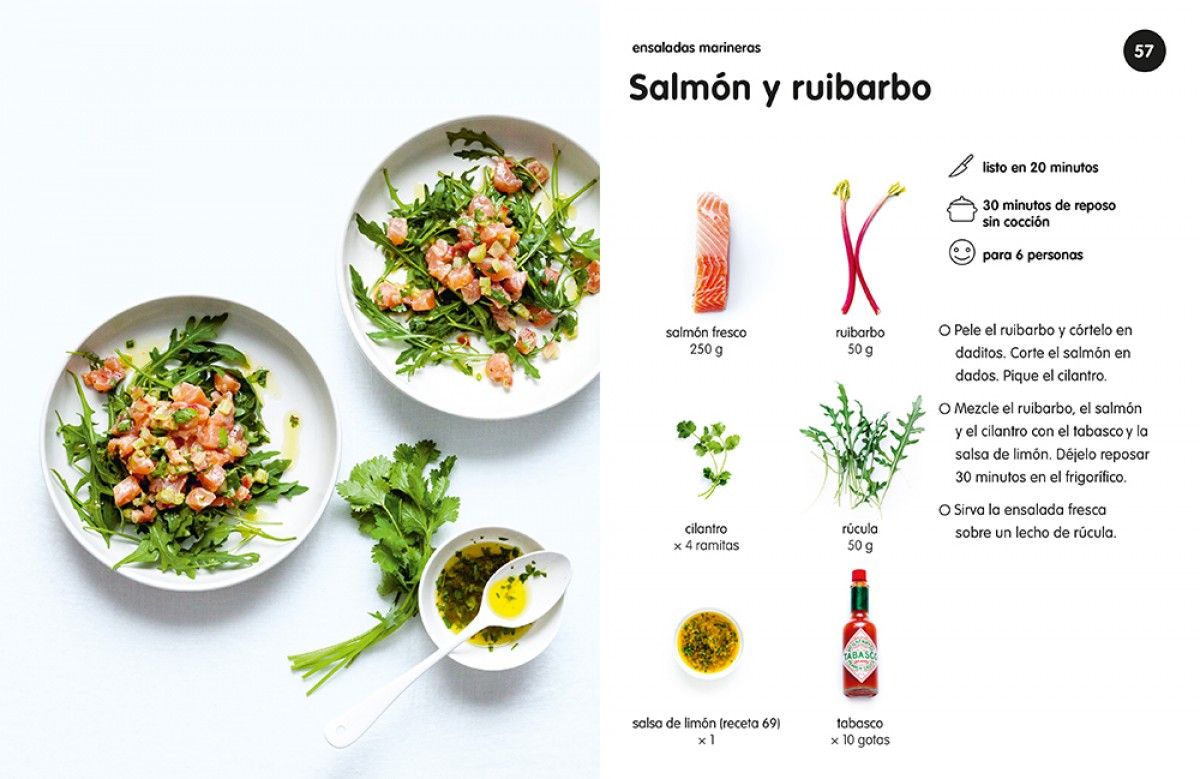 ensaladas marineras
57
Salmón y ruibarbo
listo en 20 minutos
30 minutos de reposo
sin cocción
para 6 personas
salmón fresco
250 g
ruibarbo
50 g
cilantro
× 4 ramitas
rúcula
50 g
salsa de limón (receta 69)
× 1
TABASCO
tabasco
× 10 gotas
Pele el ruibarbo y córtelo en
daditos. Corte el salmón en
dados. Pique el cilantro.
Mezcle el ruibarbo, el salmón
y el cilantro con el tabasco y la
salsa de limón. Déjelo reposar
30 minutos en el frigorífico.
Sirva la ensalada fresca
sobre un lecho de rúcula.